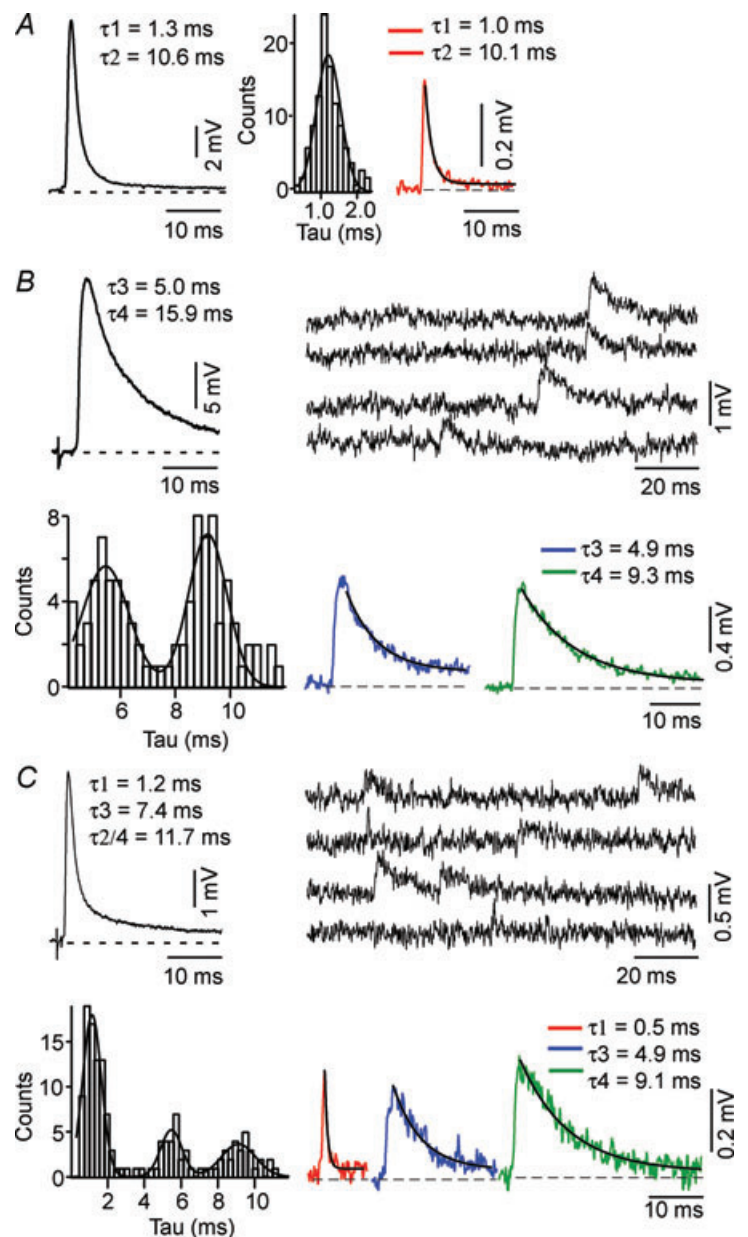 A
τ1 = 1.3 ms
τ2 = 10.6 ms
2 mV
10 ms
Counts
20
10
0
1.0 2.0
Tau (ms)
τ1 = 1.0 ms
τ2 = 10.1 ms
0.2 mV
10 ms
B
τ3 = 5.0 ms
τ4 = 15.9 ms
5 mV
10 ms
1 mV
20 ms
Counts
8
6
4
2
0
6 8 10
Tau (ms)
τ3 = 4.9 ms
τ4 = 9.3 ms
0.4 mV
10 ms
C
τ1 = 1.2 ms
τ3 = 7.4 ms
τ2/4 = 11.7 ms
1 mV
10 ms
0.5 mV
20 ms
Counts
15
10
5
0
2 4 6 8 10
Tau (ms)
τ1 = 0.5 ms
τ3 = 4.9 ms
τ4 = 9.1 ms
0.2 mV
10 ms